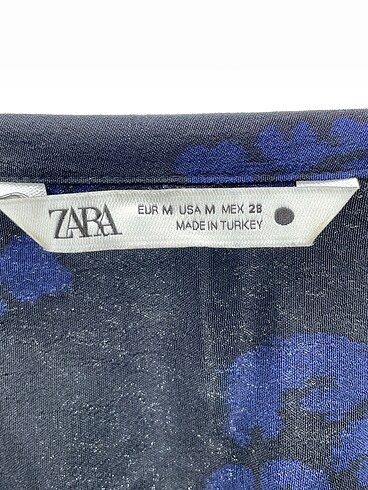 ZARA
EUR M USA M MEX 28
MADE IN TURKEY